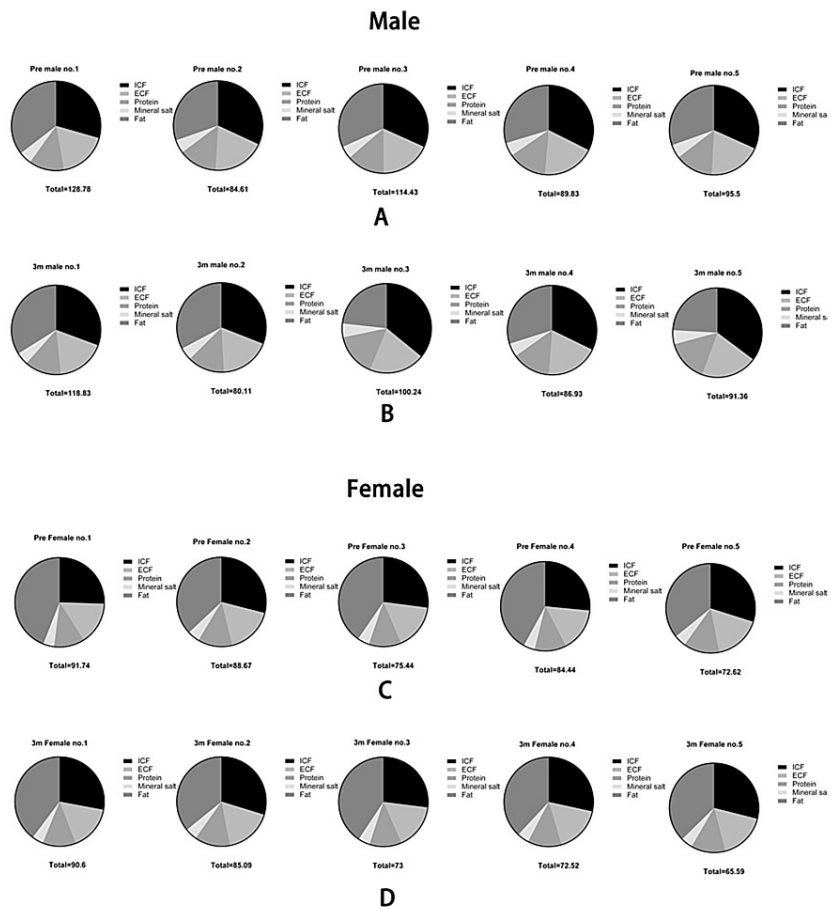 Male
Pre male no.1
ICF
ECF
Protein
Mineral salt
Fat
Total=128.78
Pre male no.2
ICF
ECF
Protein
Mineral salt
Fat
Total=84.61
Pre male no.3
ICF
ECF
Protein
Mineral salt
Fat
Total=114.43
Pre male no.4
ICF
ECF
Protein
Mineral salt
Fat
Total=89.83
Pre male no.5
ICF
ECF
Protein
Mineral sa
Fat
Total=95.5
A
3m male no.1
ICF
ECF
Protein
Mineral salt
Fat
Total=118.83
3m male no.2
ICF
ECF
Protein
Mineral salt
Fat
Total=80.11
3m male no.3
ICF
ECF
Protein
Mineral salt
Fat
Total=100.24
3m male no.4
ICF
ECF
Protein
Mineral salt
Fat
Total=86.93
3m male no.5
ICF
ECF
Protein
Mineral s
Fat
Total=91.36
B
Female
Pre Female no.1
ICF
ECF
Protein
Mineral salt
Fat
Total=91.74
Pre Female no.2
ICF
ECF
Protein
Mineral salt
Fat
Total=88.67
Pre Female no.3
ICF
ECF
Protein
Mineral salt
Fat
Total=75.44
Pre Female no.4
ICF
ECF
Protein
Mineral salt
Fat
Total=84.44
Pre Female no.5
ICF
ECF
Protein
Mineral salt
Fat
Total=72.62
C
3m Female no.1
ICF
ECF
Protein
Mineral salt
Fat
Total=90.6
3m Female no.2
ICF
ECF
Protein
Mineral salt
Fat
Total=85.09
3m Female no.3
ICF
ECF
Protein
Mineral salt
Fat
Total=73
3m Female no.4
ICF
ECF
Protein
Mineral salt
Fat
Total=72.52
3m Female no.5
ICF
ECF
Protein
Mineral sa
Fat
Total=65.59
D